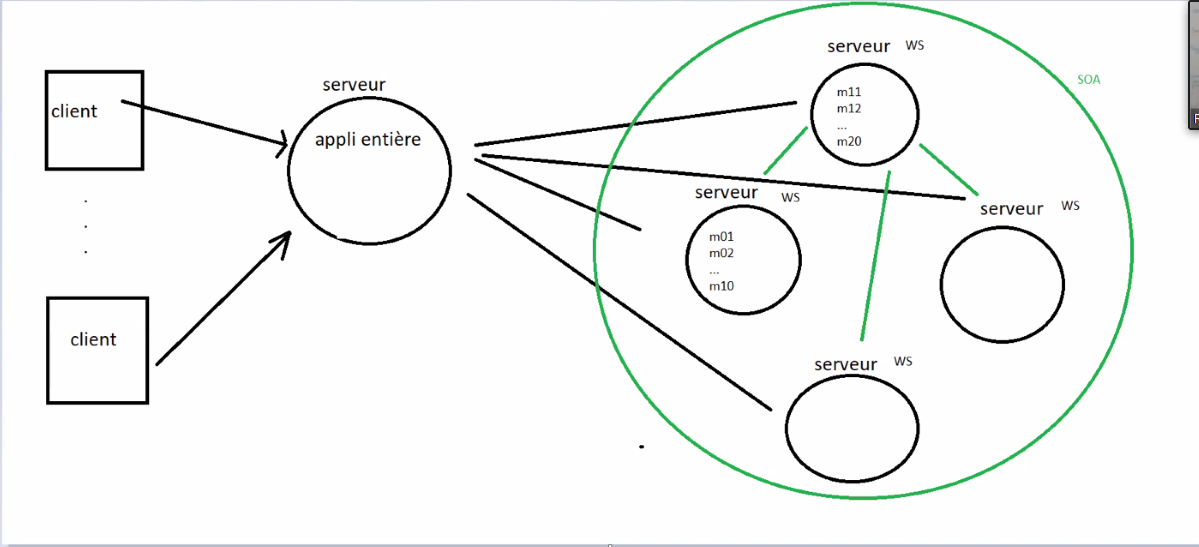 client
client
serveur
appli entière
SOA
serveur WS
m11
m12
...
m20
serveur WS
m01
m02
...
m10
serveur WS
serveur WS